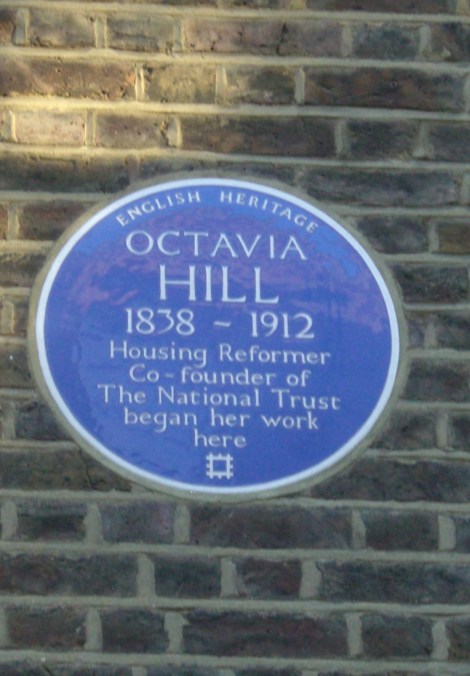 ENGLISH HERITAGE
OCTAVIA
HILL
1838 ~ 1912
Housing Reformer
Co-founder of
The National Trust
began her work
here